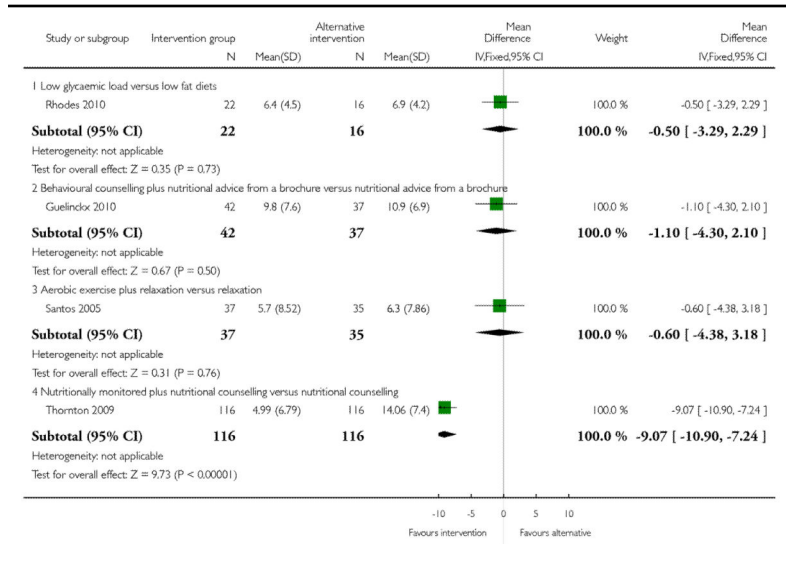 Study or subgroup Intervention group Alternative intervention Mean Difference Weight Mean Difference
N Mean(SD) N Mean(SD) IV,Fixed,95% CI IV,Fixed,95% CI
1 Low glycaemic load versus low fat diets
Rhodes 2010 22 6.4 (4.5) 16 6.9 (4.2) 100.0 % -0.50 [ -3.29, 2.29 ]
Subtotal (95% CI) 22 16 100.0 % -0.50 [ -3.29, 2.29 ]
Heterogeneity: not applicable
Test for overall effect: Z = 0.35 (P = 0.73)
2 Behavioural counselling plus nutritional advice from a brochure versus nutritional advice from a brochure
Guelinckx 2010 42 9.8 (7.6) 37 10.9 (6.9) 100.0 % -1.10 [ -4.30, 2.10 ]
Subtotal (95% CI) 42 37 100.0 % -1.10 [ -4.30, 2.10 ]
Heterogeneity: not applicable
Test for overall effect: Z = 0.67 (P = 0.50)
3 Aerobic exercise plus relaxation versus relaxation
Santos 2005 37 5.7 (8.52) 35 6.3 (7.86) 100.0 % -0.60 [ -4.38, 3.18 ]
Subtotal (95% CI) 37 35 100.0 % -0.60 [ -4.38, 3.18 ]
Heterogeneity: not applicable
Test for overall effect: Z = 0.31 (P = 0.76)
4 Nutritionally monitored plus nutritional counselling versus nutritional counselling
Thornton 2009 116 4.99 (6.79) 116 14.06 (7.4) 100.0 % -9.07 [ -10.90, -7.24 ]
Subtotal (95% CI) 116 116 100.0 % -9.07 [ -10.90, -7.24 ]
Heterogeneity: not applicable
Test for overall effect: Z = 9.73 (P < 0.00001)
-10 -5 0 5 10
Favours intervention Favours alternative